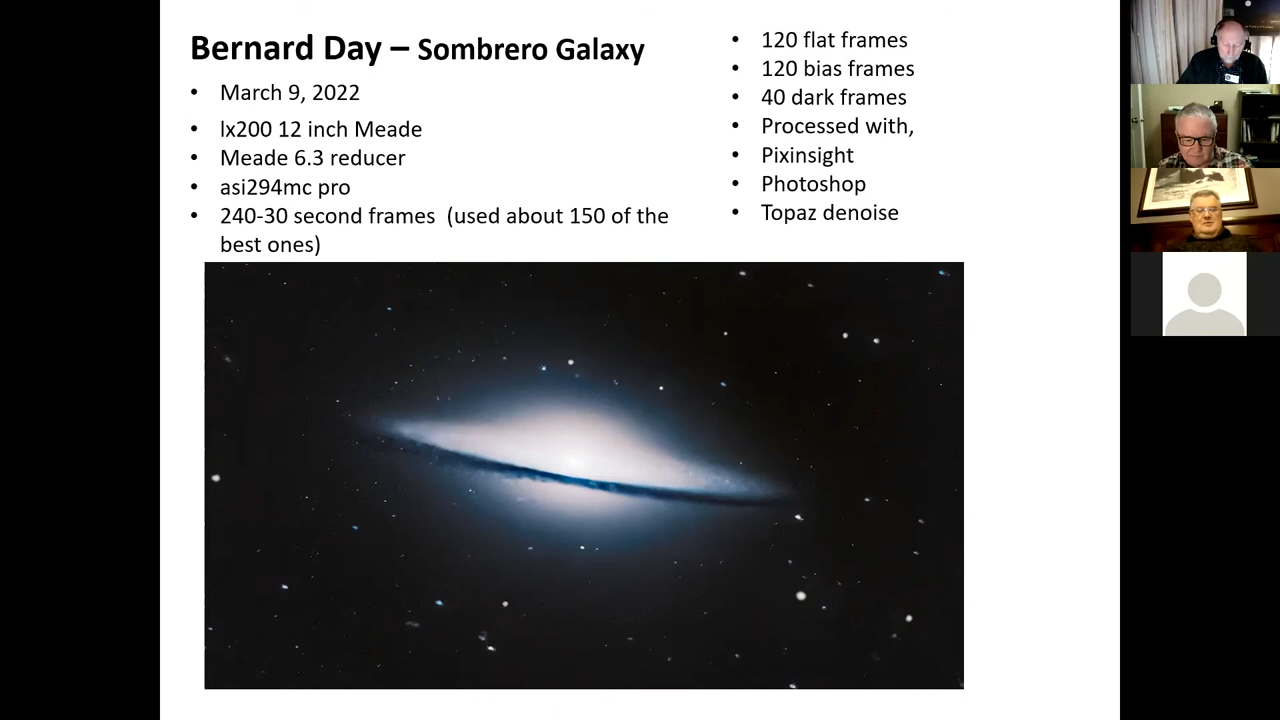 Bernard Day – Sombrero Galaxy
• March 9, 2022
• lx200 12 inch Meade
• Meade 6.3 reducer
• asi294mc pro
• 240-30 second frames (used about 150 of the
best ones)
• 120 flat frames
• 120 bias frames
• 40 dark frames
• Processed with,
• Pixinsight
• Photoshop
• Topaz denoise